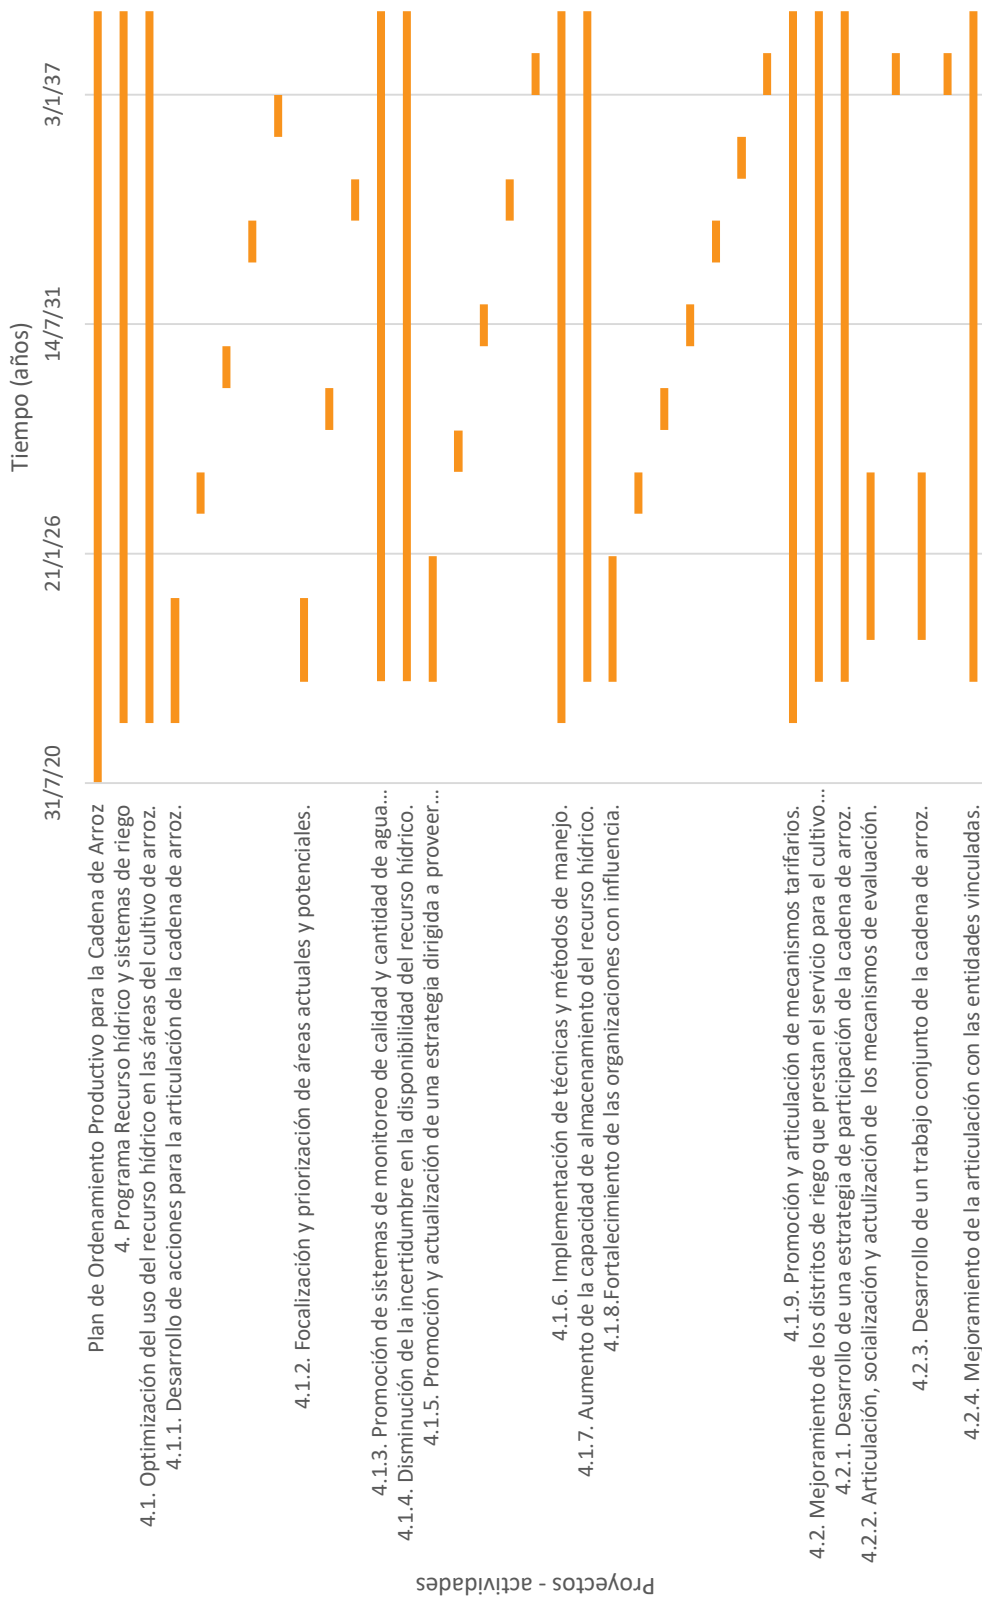 Tiempo (años)
31/7/20
21/1/26
14/7/31
3/1/37
Plan de Ordenamiento Productivo para la Cadena de Arroz
4. Programa Recurso hídrico y sistemas de riego
4.1. Optimización del uso del recurso hídrico en las áreas del cultivo de arroz.
4.1.1. Desarrollo de acciones para la articulación de la cadena de arroz.
4.1.2. Focalización y priorización de áreas actuales y potenciales.
4.1.3. Promoción de sistemas de monitoreo de calidad y cantidad de agua...
4.1.4. Disminución de la incertidumbre en la disponibilidad del recurso hídrico.
4.1.5. Promoción y actualización de una estrategia dirigida a proveer...
4.1.6. Implementación de técnicas y métodos de manejo.
4.1.7. Aumento de la capacidad de almacenamiento del recurso hídrico.
4.1.8.Fortalecimiento de las organizaciones con influencia.
4.1.9. Promoción y articulación de mecanismos tarifarios.
4.2. Mejoramiento de los distritos de riego que prestan el servicio para el cultivo...
4.2.1. Desarrollo de una estrategia de participación de la cadena de arroz.
4.2.2. Articulación, socialización y actulización de los mecanismos de evaluación.
4.2.3. Desarrollo de un trabajo conjunto de la cadena de arroz.
4.2.4. Mejoramiento de la articulación con las entidades vinculadas.
Proyectos - actividades